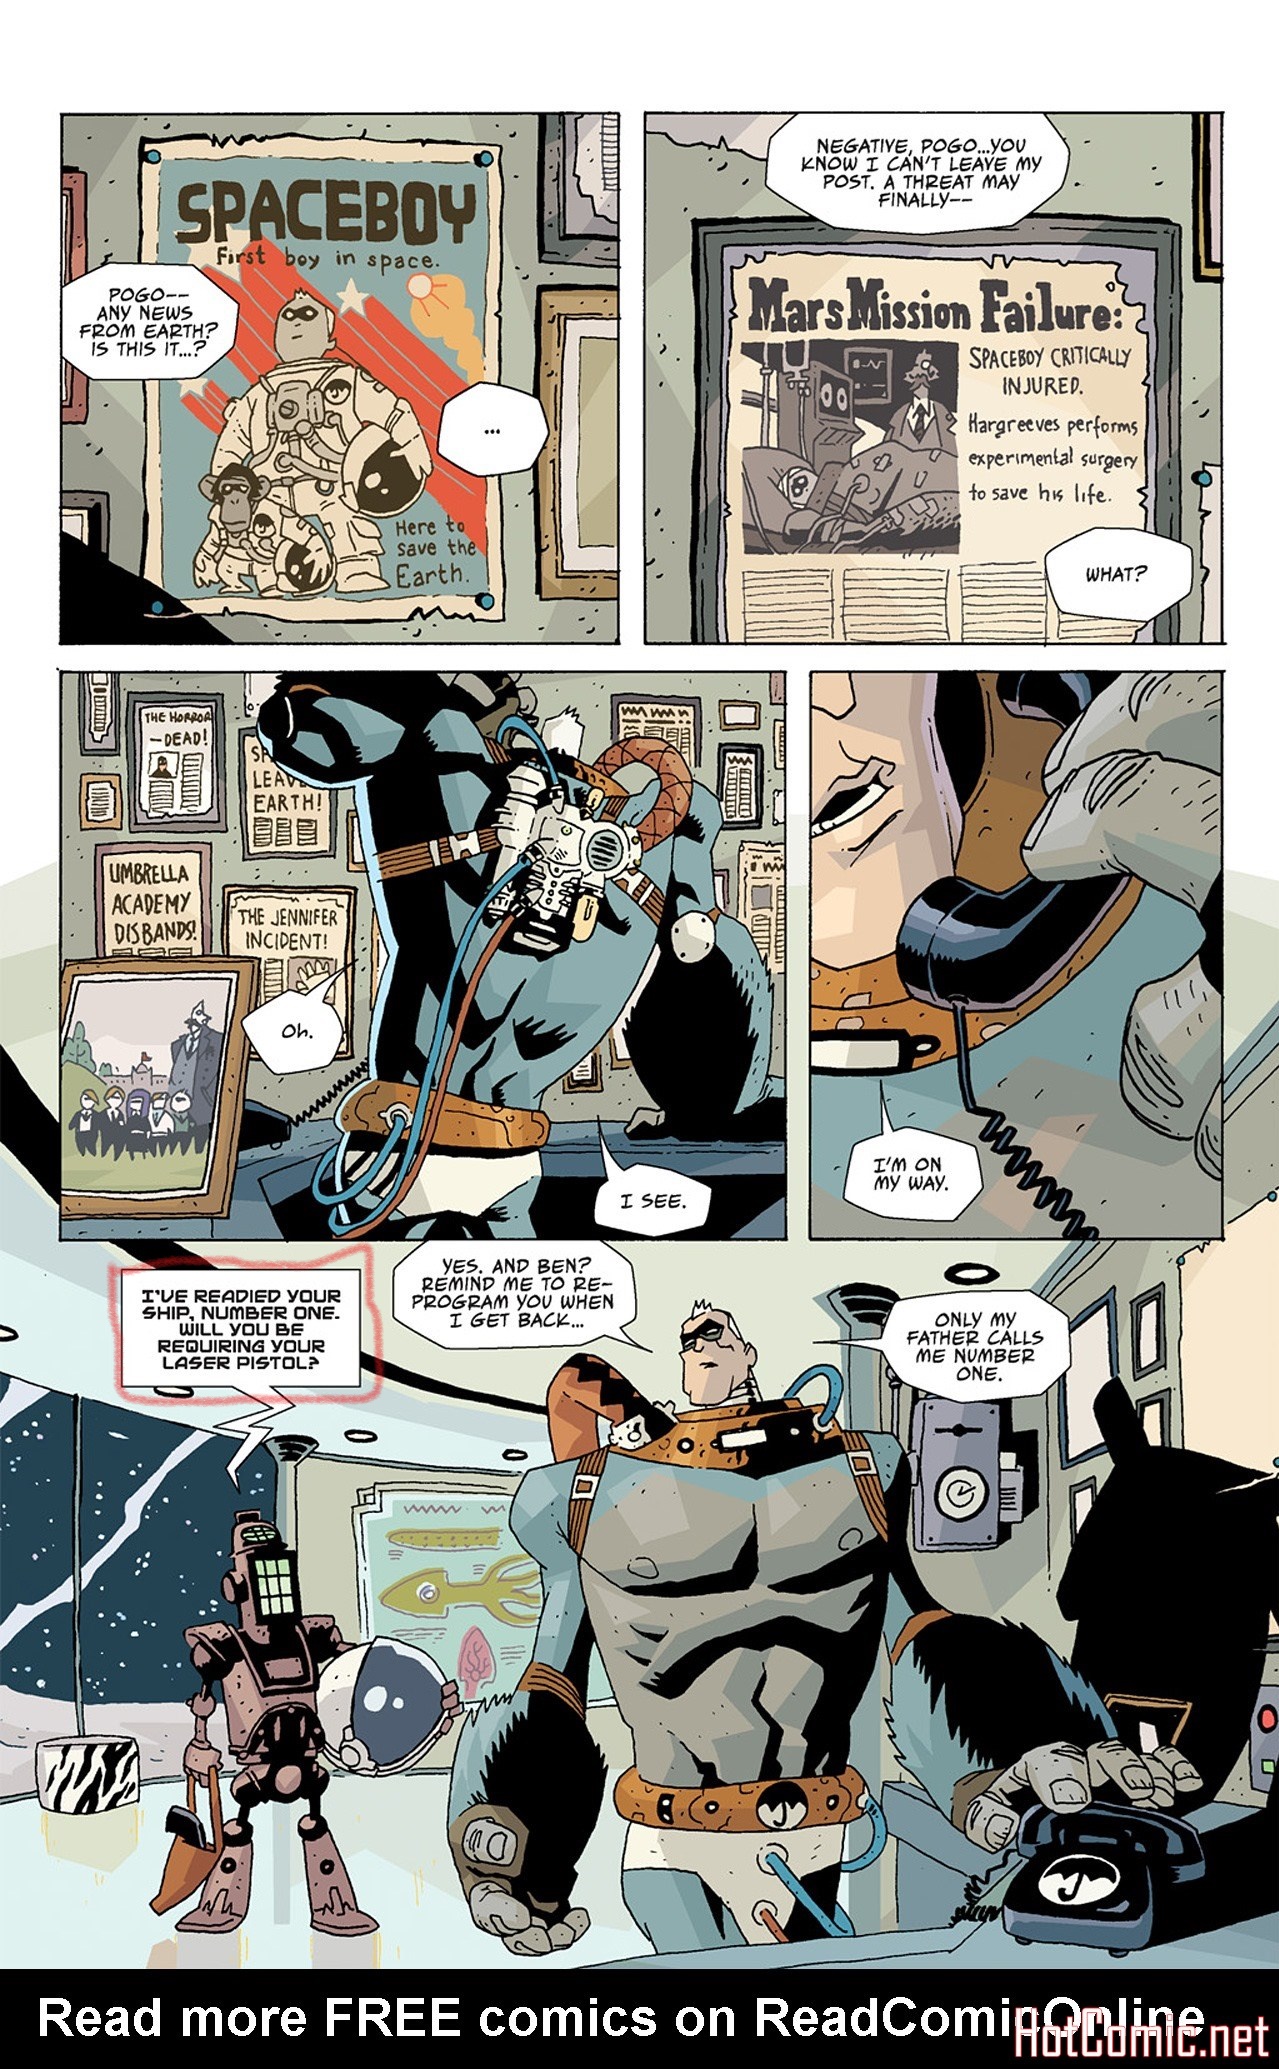 SPACEBOY
First boy in space.
POGO--
ANY NEWS
FROM EARTH?
IS THIS IT...?
...
Here to
save the
Earth.
NEGATIVE, POGO...YOU
KNOW I CAN'T LEAVE MY
POST. A THREAT MAY
FINALLY--
Mars Mission Failure:
SPACEBOY CRITICALLY
INJURED.
Hargreeves performs
experimental surgery
to save his life.
WHAT?
THE HORROR
—DEAD!
LEAV
EARTH!
UMBRELLA
ACADEMY
DISBANDS!
THE JENNIFER
INCIDENT!
Oh.
I SEE.
I'M ON
MY WAY.
I'VE READIED YOUR
SHIP, NUMBER ONE.
WILL YOU BE
REQUIRING YOUR
LASER PISTOL?
YES. AND BEN?
REMIND ME TO RE-
PROGRAM YOU WHEN
I GET BACK...
ONLY MY
FATHER CALLS
ME NUMBER
ONE.
Read more FREE comics on ReadComicOnline
HotComic.net